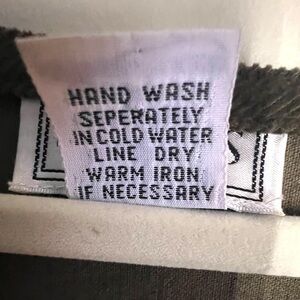 HAND WASH
SEPERATELY
IN COLD WATER
LINE DRY
WARM IRON
IF NECESSARY